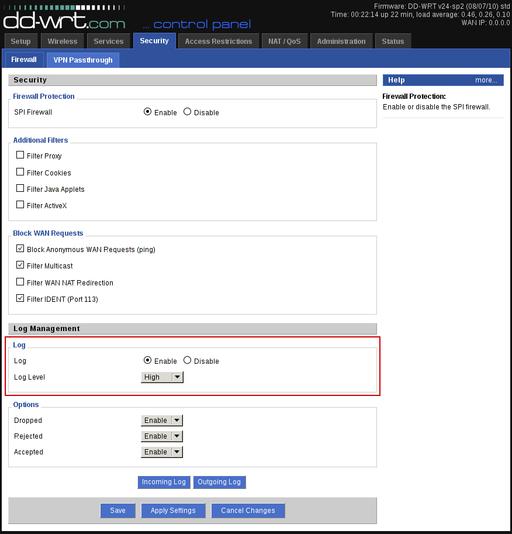 Firmware: DD-WRT v24-sp2 (08/07/10) std
dd-wrt.com ... control panel
Time: 00:22:14 up 22 min, load average: 0.46, 0.26, 0.10
WAN IP: 0.0.0.0
Setup Wireless Services Security Access Restrictions NAT / QoS Administration Status
Firewall VPN Passthrough
Security
Help more...
Firewall Protection
Firewall Protection:
Enable or disable the SPI firewall.
SPI Firewall Enable Disable
Additional Filters
Filter Proxy
Filter Cookies
Filter Java Applets
Filter ActiveX
Block WAN Requests
Block Anonymous WAN Requests (ping)
Filter Multicast
Filter WAN NAT Redirection
Filter IDENT (Port 113)
Log Management
Log
Log Enable Disable
Log Level High
Options
Dropped Enable
Rejected Enable
Accepted Enable
Incoming Log Outgoing Log
Save Apply Settings Cancel Changes